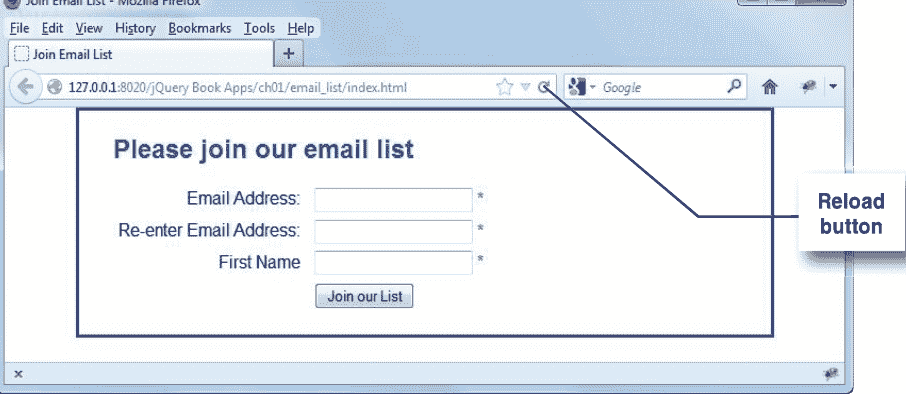 Join Email List - Mozilla Firefox
File Edit View History Bookmarks Tools Help
Join Email List +
127.0.0.1:8020/jQuery Book Apps/ch01/email_list/index.html Google
Please join our email list
Email Address: *
Re-enter Email Address: *
First Name *
Join our List
Reload
button
x